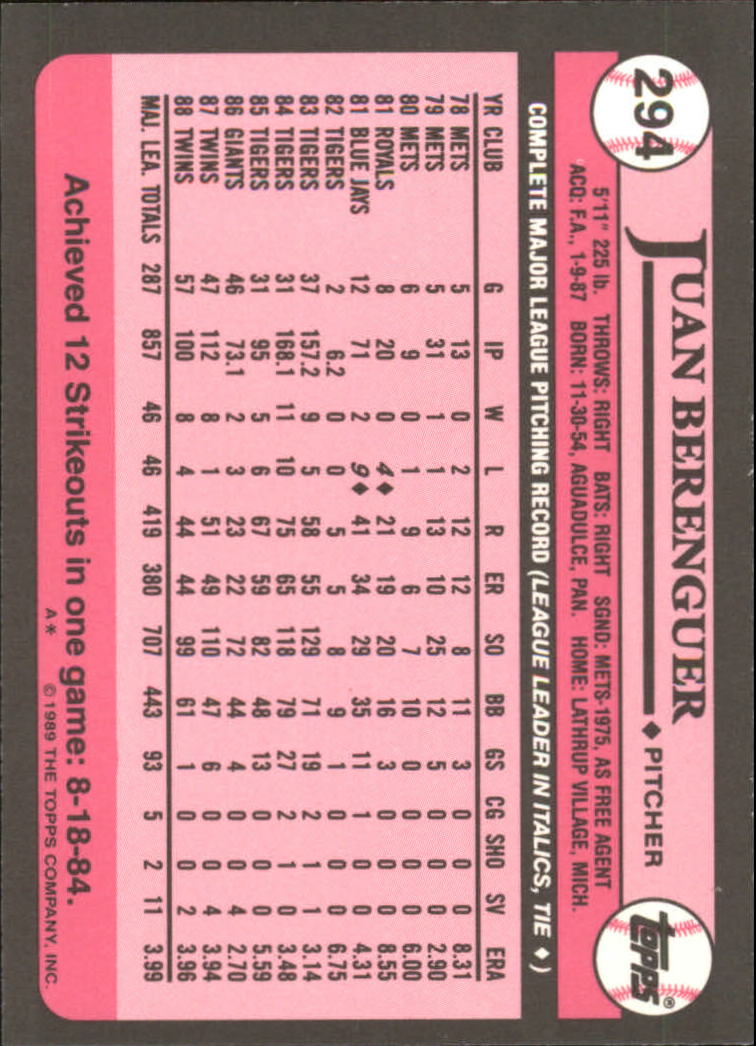 294
JUAN BERENGUER
◆ PITCHER
Topps®
5'11" 225 lb. THROWS: RIGHT BATS: RIGHT SGND: METS-1975, AS FREE AGENT
ACQ: F.A., 1-9-87 BORN: 11-30-54, AGUADULCE, PAN. HOME: LATHRUP VILLAGE, MICH.
COMPLETE MAJOR LEAGUE PITCHING RECORD (LEAGUE LEADER IN ITALICS, TIE ◆)
YR CLUB G IP W L R ER SO BB GS CG SHO SV ERA
78 METS 5 13 0 2 12 12 8 11 3 0 0 0 8.31
79 METS 5 31 1 1 13 10 25 12 5 0 0 0 2.90
80 METS 6 9 0 1 9 6 7 10 0 0 0 0 6.00
81 ROYALS 8 20 0 4◆ 21 19 20 16 3 0 0 0 8.55
81 BLUE JAYS 12 71 2 9◆ 41 34 29 35 11 1 0 0 4.31
82 TIGERS 2 6.2 0 0 5 5 8 9 1 0 0 0 6.75
83 TIGERS 37 157.2 9 5 58 55 129 71 19 2 1 1 3.14
84 TIGERS 31 168.1 11 10 75 65 118 79 27 2 1 0 3.48
85 TIGERS 31 95 5 6 67 59 82 48 13 0 0 0 5.59
86 GIANTS 46 73.1 2 3 23 22 72 44 4 0 0 4 2.70
87 TWINS 47 112 8 1 51 49 110 47 6 0 0 4 3.94
88 TWINS 57 100 8 4 44 44 99 61 1 0 0 2 3.96
MAJ. LEA. TOTALS 287 857 46 46 419 380 707 443 93 5 2 11 3.99
Achieved 12 Strikeouts in one game: 8-18-84.
A* © 1989 THE TOPPS COMPANY, INC.